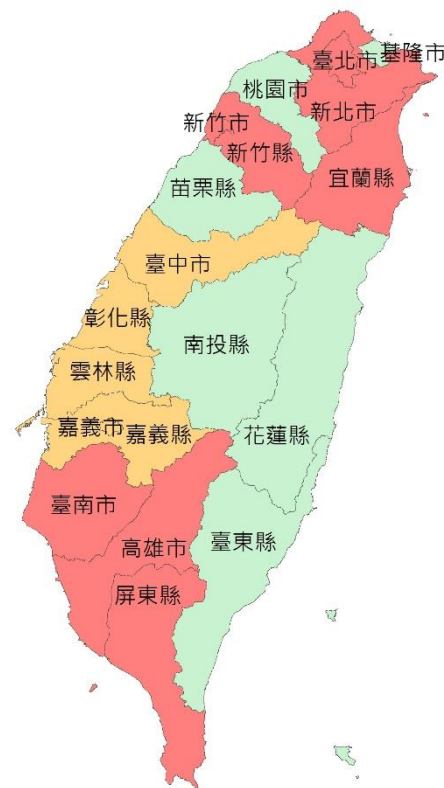 臺北市
基隆市
桃園市
新北市
新竹市
新竹縣
宜蘭縣
苗栗縣
臺中市
彰化縣
南投縣
雲林縣
嘉義市
嘉義縣
花蓮縣
臺南市
高雄市
臺東縣
屏東縣